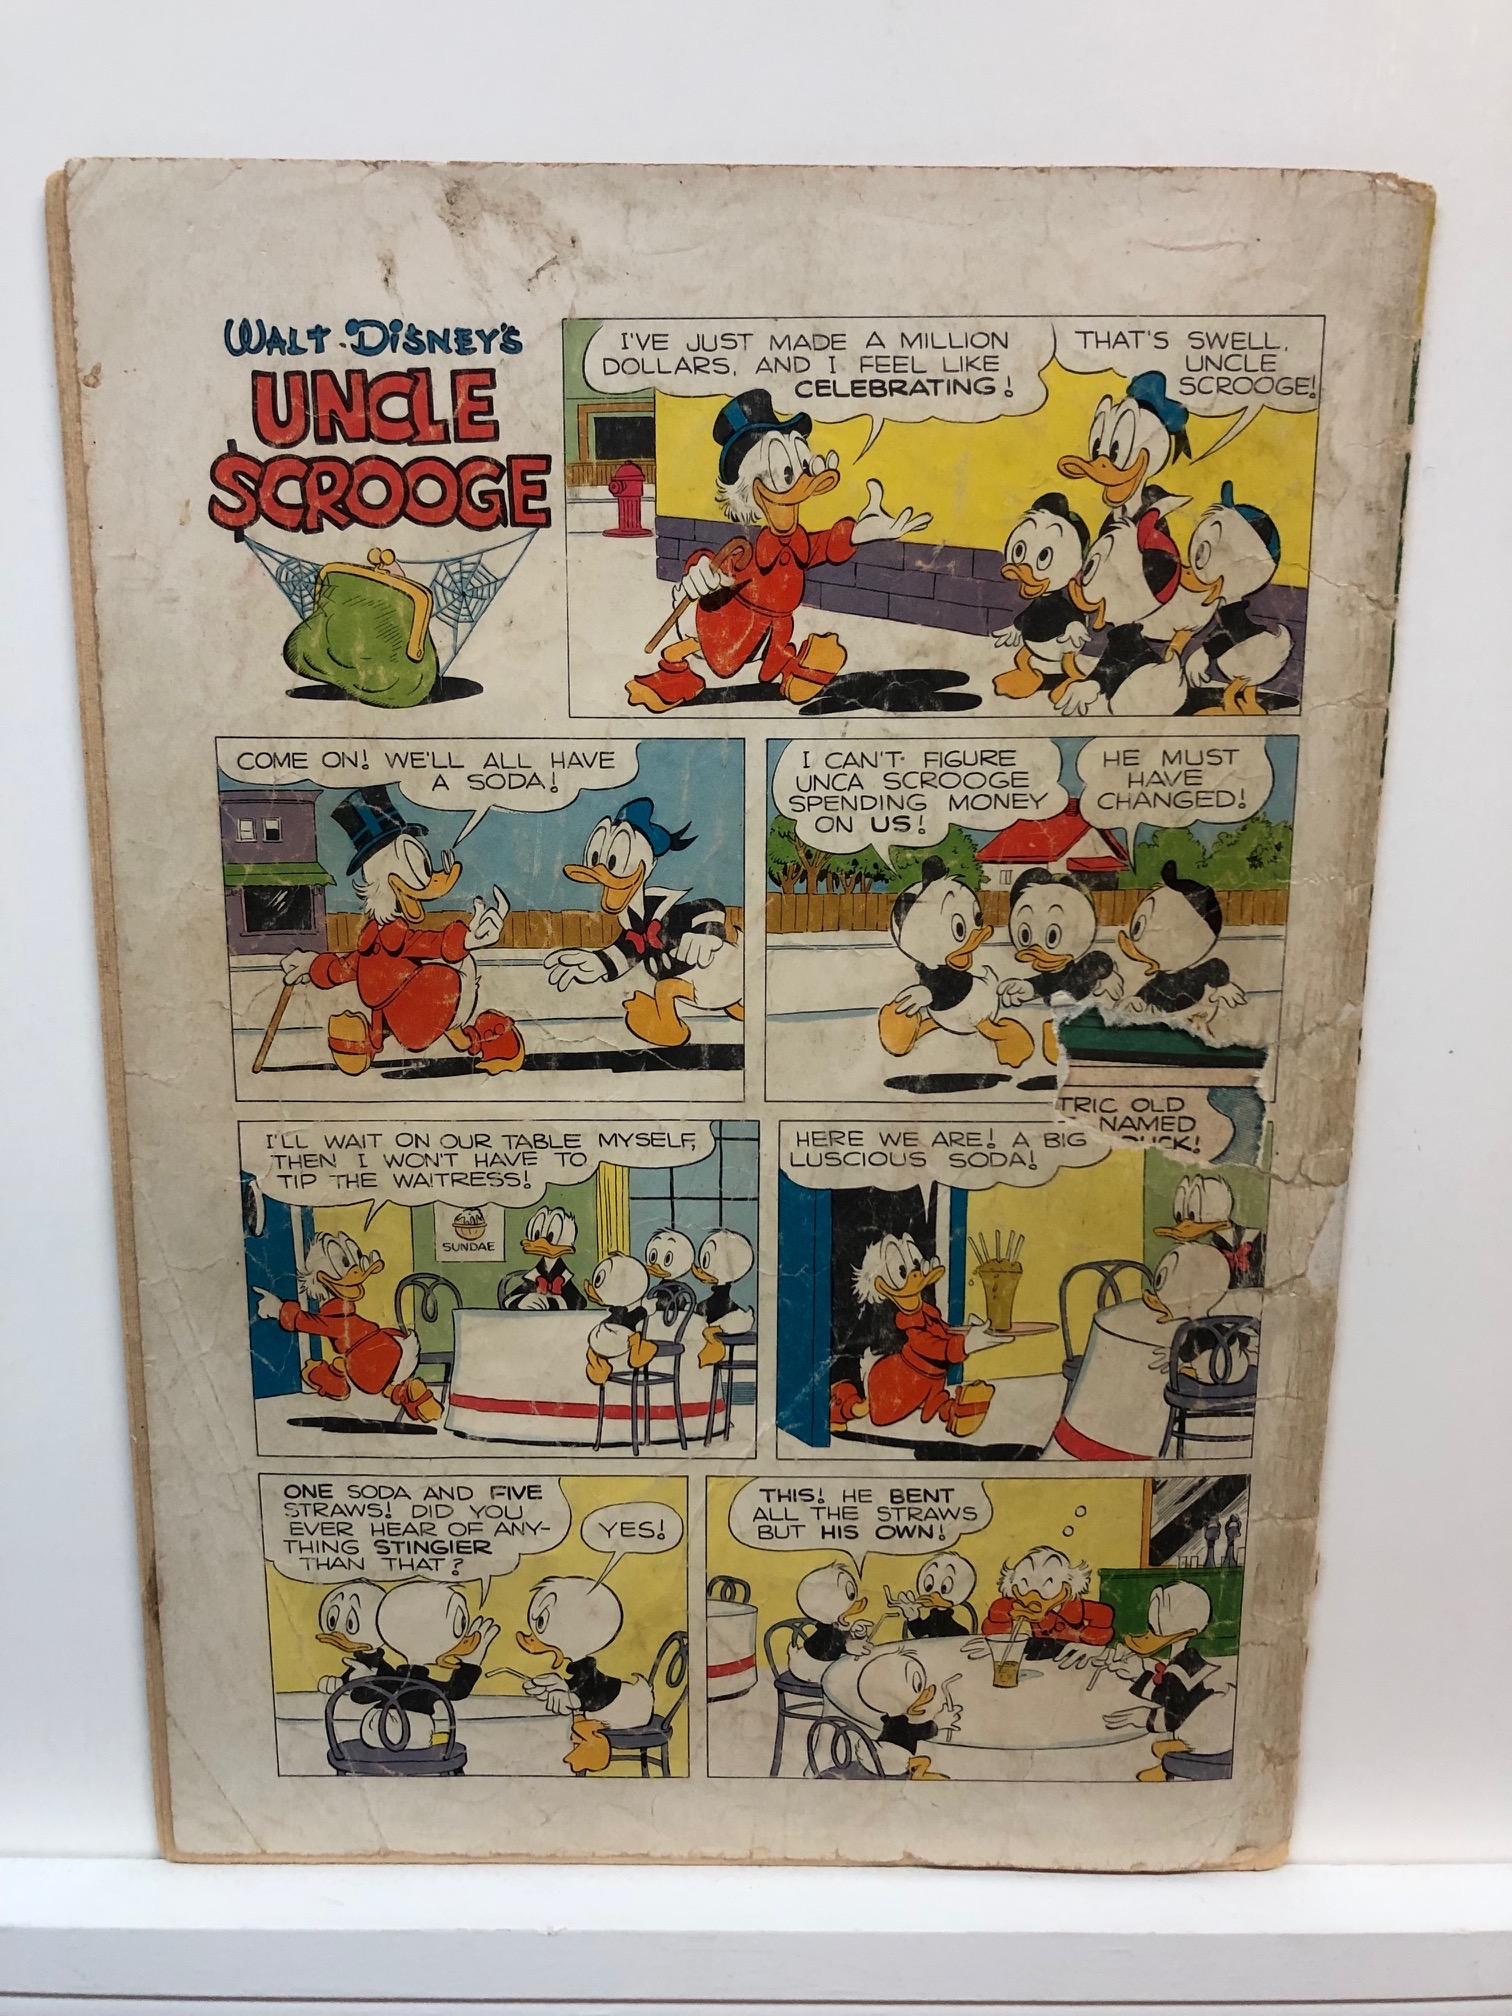 WALT DISNEY'S
UNCLE
$CROOGE
I'VE JUST MADE A MILLION
DOLLARS, AND I FEEL LIKE
CELEBRATING!
THAT'S SWELL,
UNCLE
SCROOGE!
COME ON! WE'LL ALL HAVE
A SODA!
I CAN'T FIGURE
UNCA SCROOGE
SPENDING MONEY
ON US!
HE MUST
HAVE
CHANGED!
TRIC OLD
NAMED
I'LL WAIT ON OUR TABLE MYSELF,
THEN I WON'T HAVE TO
TIP THE WAITRESS!
SUNDAE
HERE WE ARE! A BIG
LUSCIOUS SODA!
ONE SODA AND FIVE
STRAWS! DID YOU
EVER HEAR OF ANY-
THING STINGIER
THAN THAT?
YES!
THIS! HE BENT
ALL THE STRAWS
BUT HIS OWN!